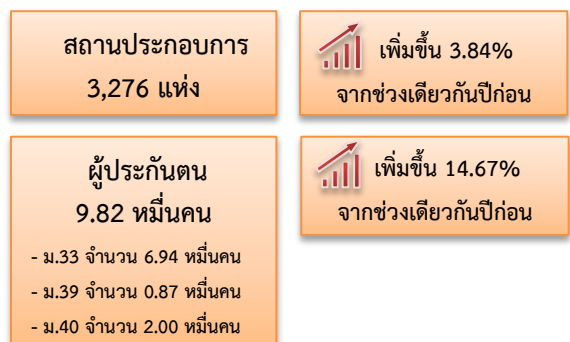 สถานประกอบการ
3,276 แห่ง
เพิ่มขึ้น 3.84%
จากช่วงเดียวกันปีก่อน
ผู้ประกันตน
9.82 หมื่นคน
- ม.33 จำนวน 6.94 หมื่นคน
- ม.39 จำนวน 0.87 หมื่นคน
- ม.40 จำนวน 2.00 หมื่นคน
เพิ่มขึ้น 14.67%
จากช่วงเดียวกันปีก่อน